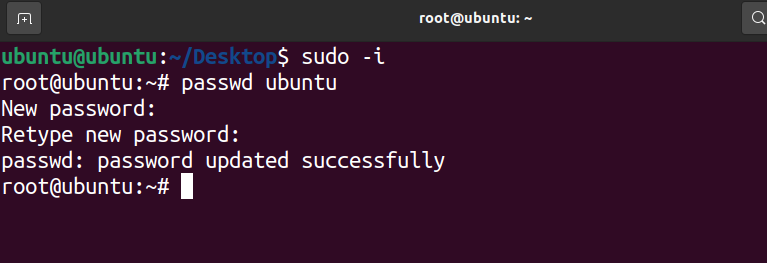 root@ubuntu: ~
ubuntu@ubuntu:~/Desktop$ sudo -i
root@ubuntu:~# passwd ubuntu
New password:
Retype new password:
passwd: password updated successfully
root@ubuntu:~#